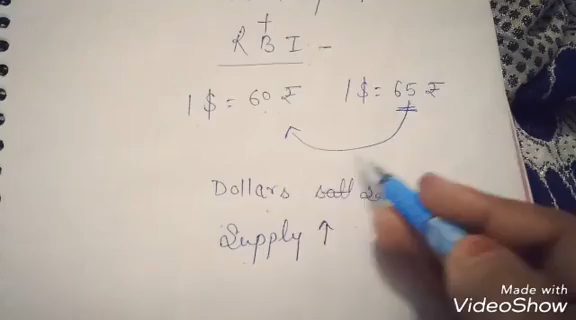 RBI -
1 $ = 60 ₹ 1 $ = 65 ₹
Dollars
Supply ↑
Made with
VideoShow